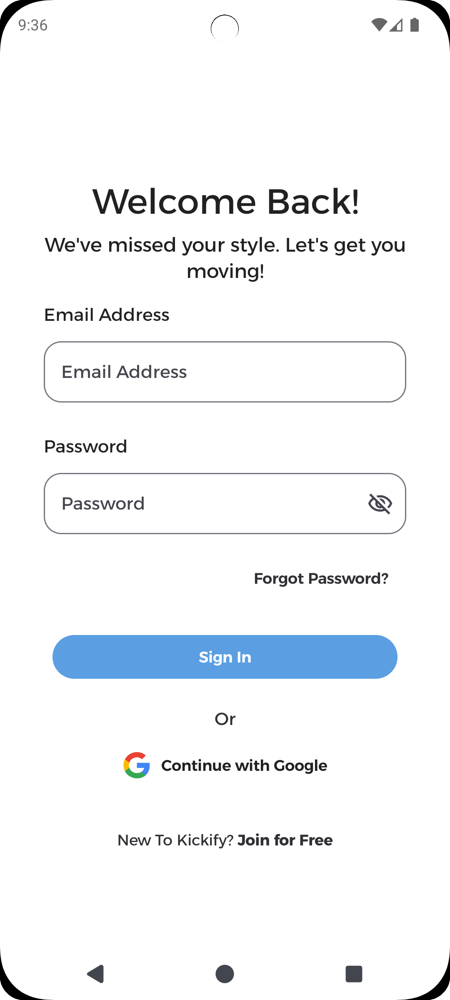 9:36
Welcome Back!
We've missed your style. Let's get you
moving!
Email Address
Email Address
Password
Password
Forgot Password?
Sign In
Or
Continue with Google
New To Kickify? Join for Free